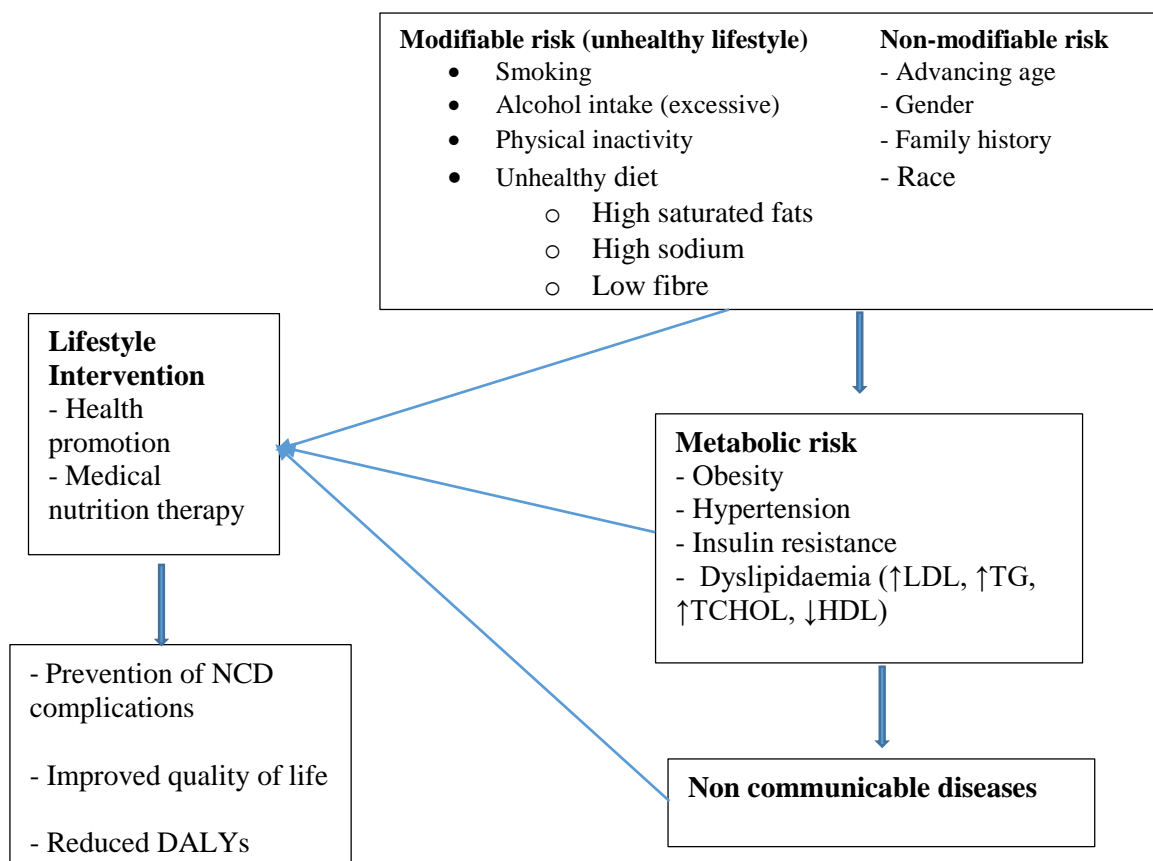 Modifiable risk (unhealthy lifestyle)
• Smoking
• Alcohol intake (excessive)
• Physical inactivity
• Unhealthy diet
o High saturated fats
o High sodium
o Low fibre
Non-modifiable risk
- Advancing age
- Gender
- Family history
- Race
Lifestyle
Intervention
- Health
promotion
- Medical
nutrition therapy
Metabolic risk
- Obesity
- Hypertension
- Insulin resistance
- Dyslipidaemia (↑LDL, ↑TG,
↑TCHOL, ↓HDL)
- Prevention of NCD
complications
- Improved quality of life
- Reduced DALYs
Non communicable diseases